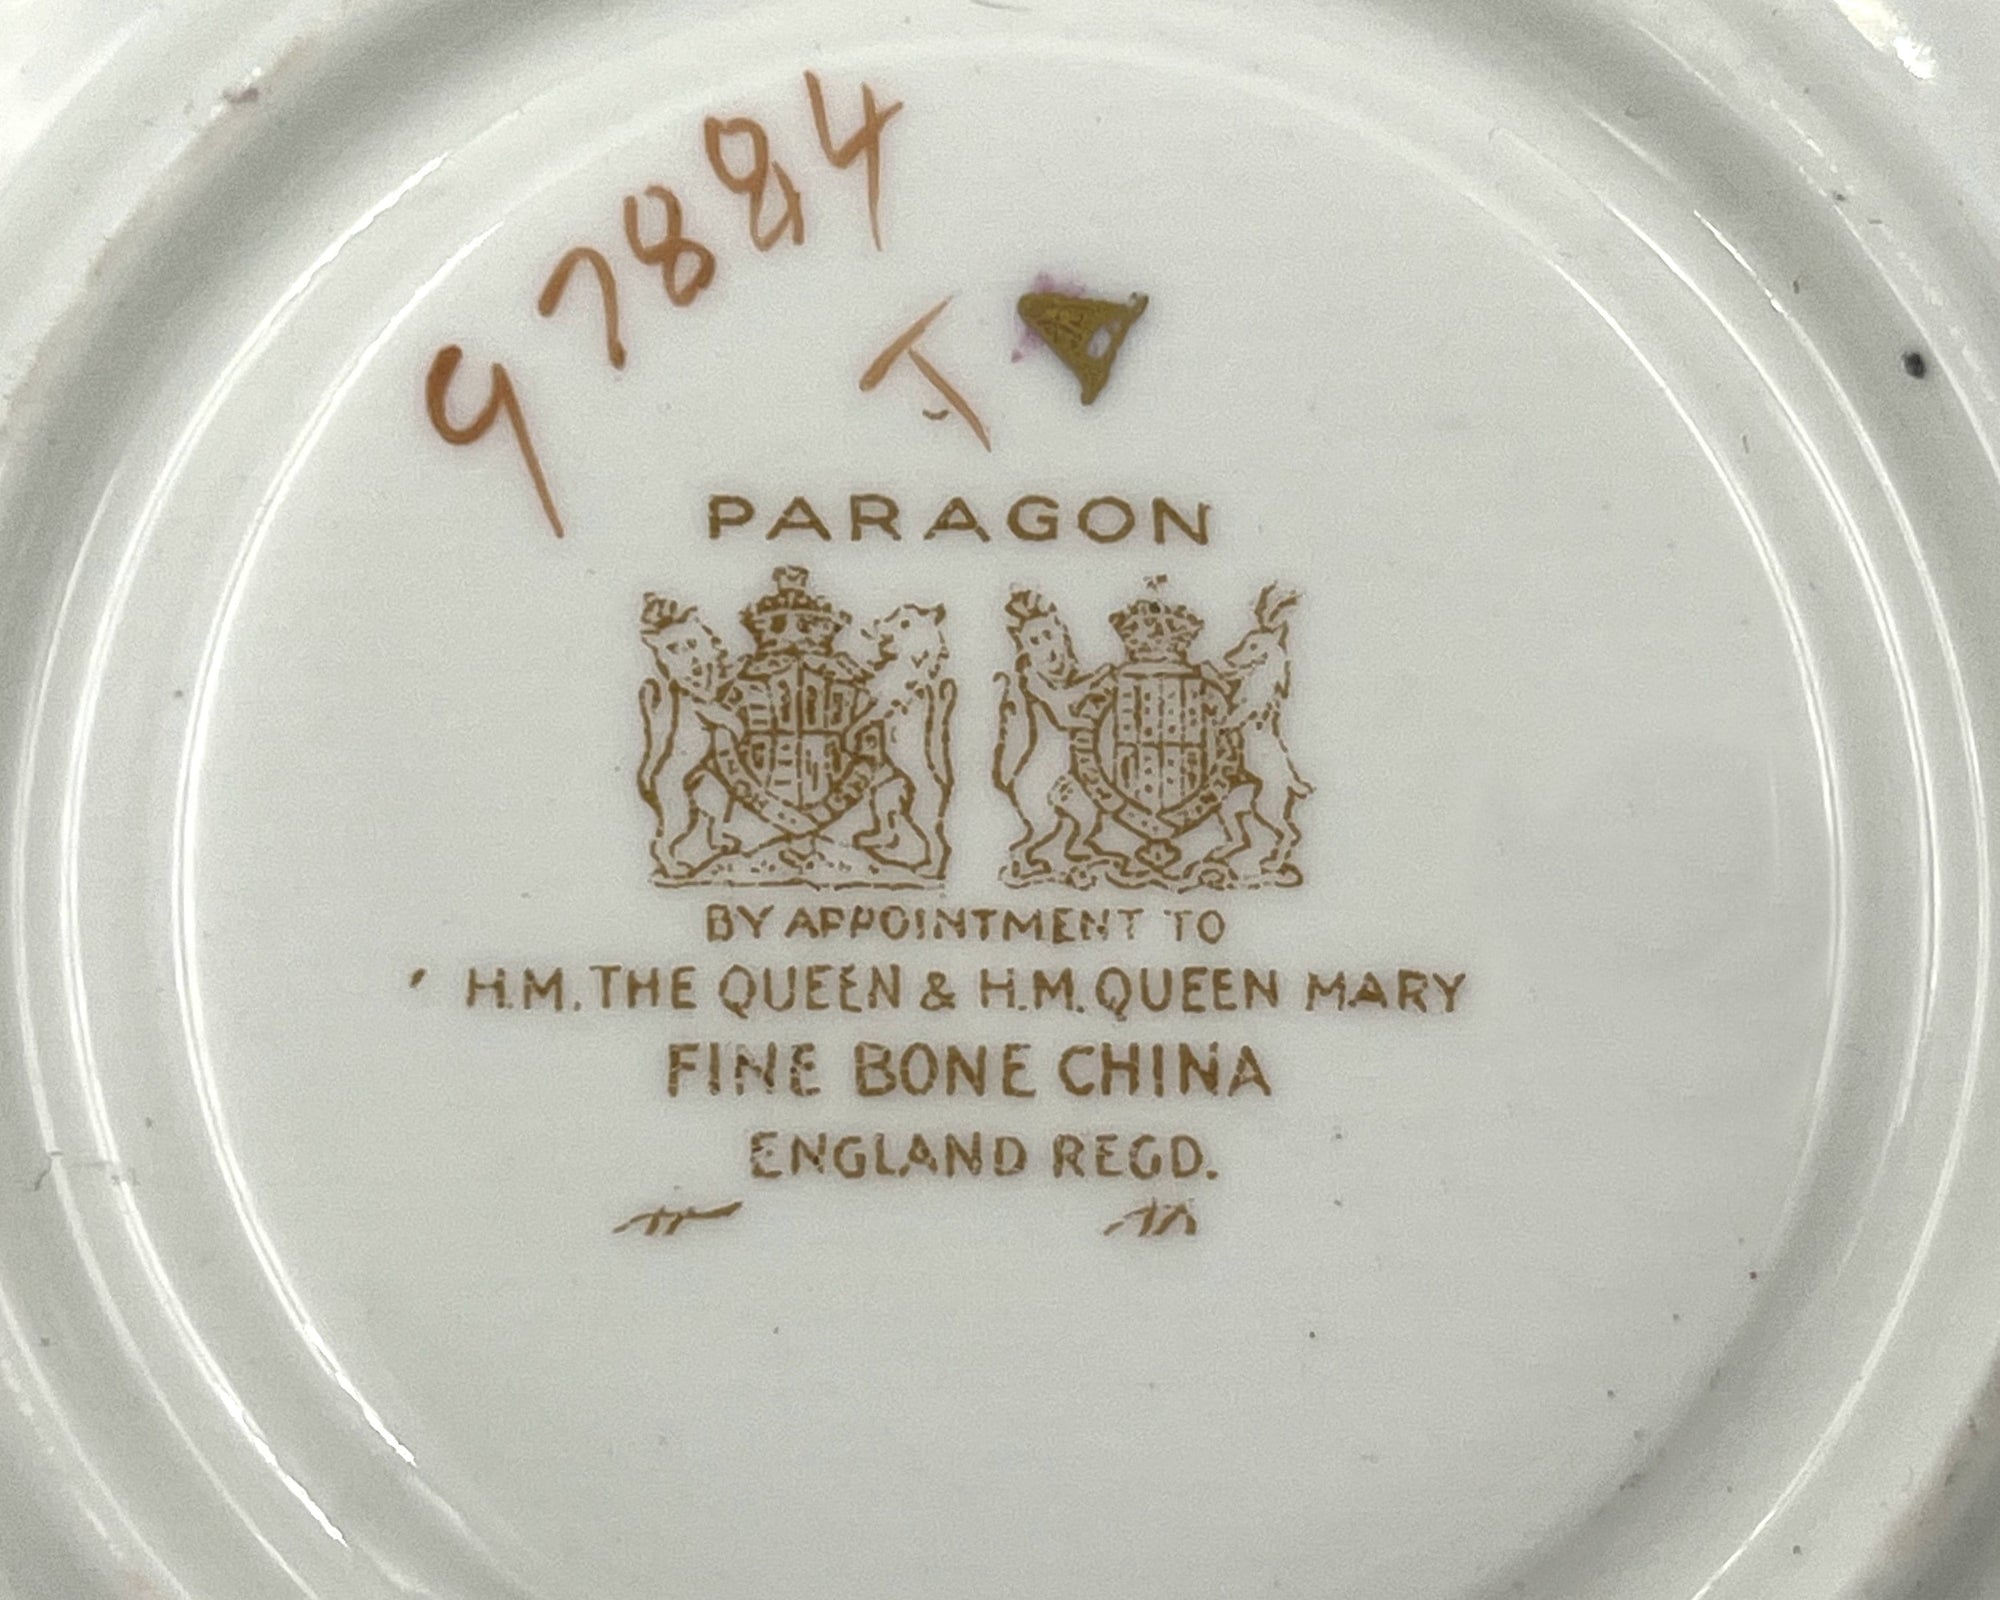 97884
T
PARAGON
BY APPOINTMENT TO
H.M. THE QUEEN & H.M. QUEEN MARY
FINE BONE CHINA
ENGLAND REGD.